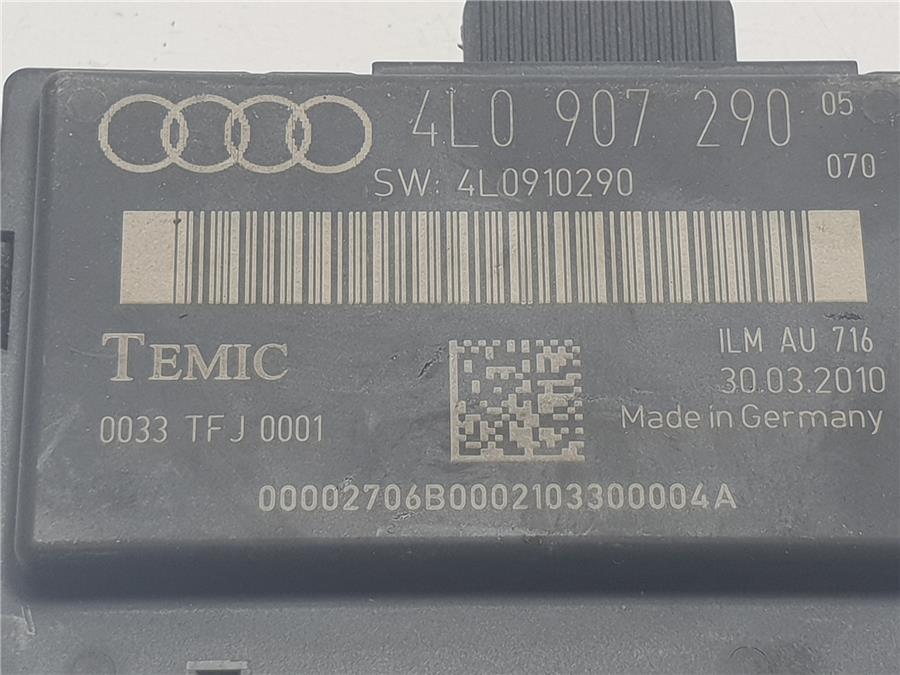 4L0 907 290 05
070
SW: 4L0910290
TEMIC
0033 TFJ 0001
ILM AU 716
30.03.2010
Made in Germany
00002706B0002103300004A